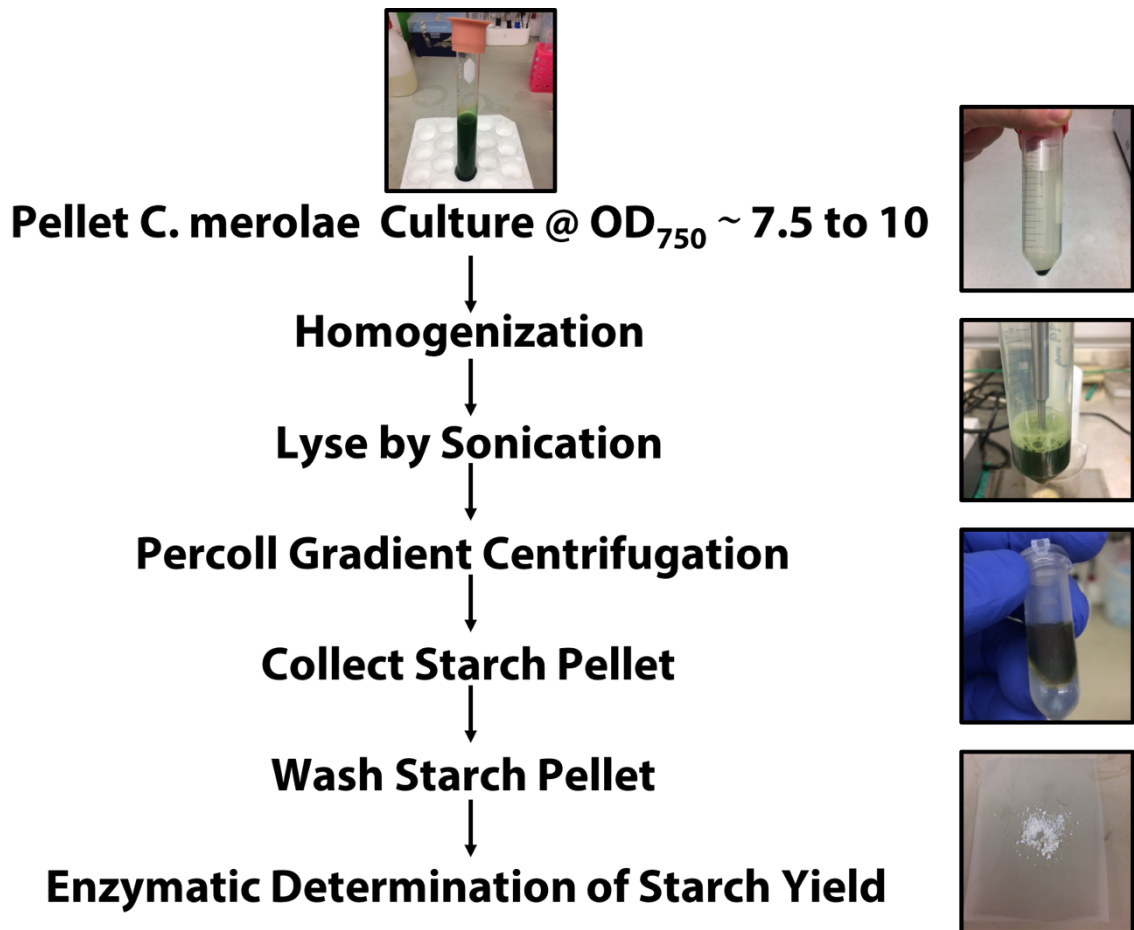 Pellet C. merolae Culture @ OD750 ~ 7.5 to 10
Homogenization
Lyse by Sonication
Percoll Gradient Centrifugation
Collect Starch Pellet
Wash Starch Pellet
Enzymatic Determination of Starch Yield